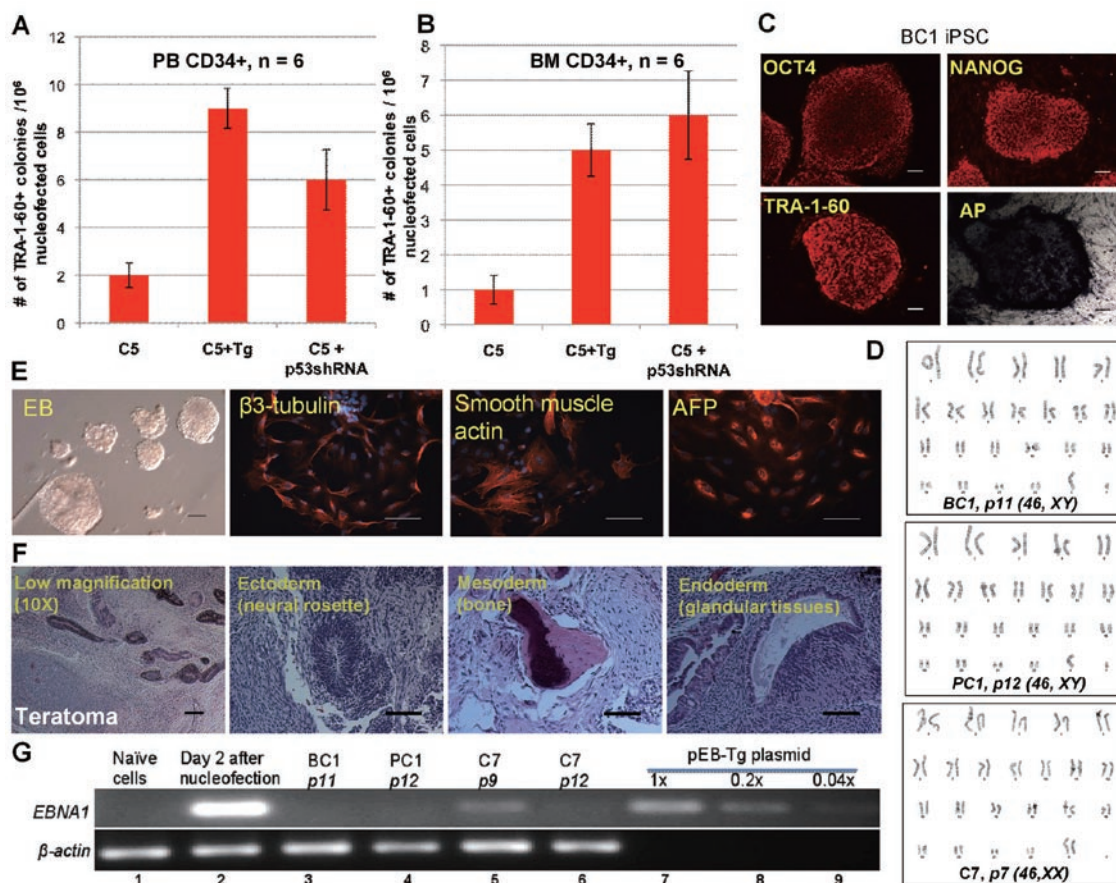 A
12
10
8
6
4
2
0
# of TRA-1-60+ colonies /10⁶
nucleofected cells
PB CD34+, n = 6
C5
C5+Tg
C5 +
p53shRNA
B
8
7
6
5
4
3
2
1
0
# of TRA-1-60+ colonies / 10⁶
nucleofected cells
BM CD34+, n = 6
C5
C5+Tg
C5 +
p53shRNA
C
BC1 iPSC
OCT4
NANOG
TRA-1-60
AP
D
BC1, p11 (46, XY)
PC1, p12 (46, XY)
C7, p7 (46,XX)
E
EB
β3-tubulin
Smooth muscle
actin
AFP
F
Low magnification
(10X)
Teratoma
Ectoderm
(neural rosette)
Mesoderm
(bone)
Endoderm
(glandular tissues)
G
Naïve
cells
Day 2 after
nucleofection
BC1
p11
PC1
p12
C7
p9
C7
p12
pEB-Tg plasmid
1x
0.2x
0.04x
EBNA1
β-actin
1 2 3 4 5 6 7 8 9